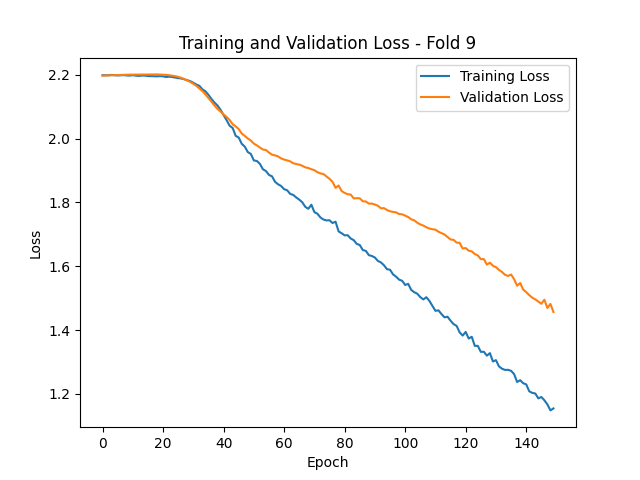 Training and Validation Loss - Fold 9
Training Loss
Validation Loss
2.2
2.0
1.8
1.6
1.4
1.2
Loss
0 20 40 60 80 100 120 140
Epoch